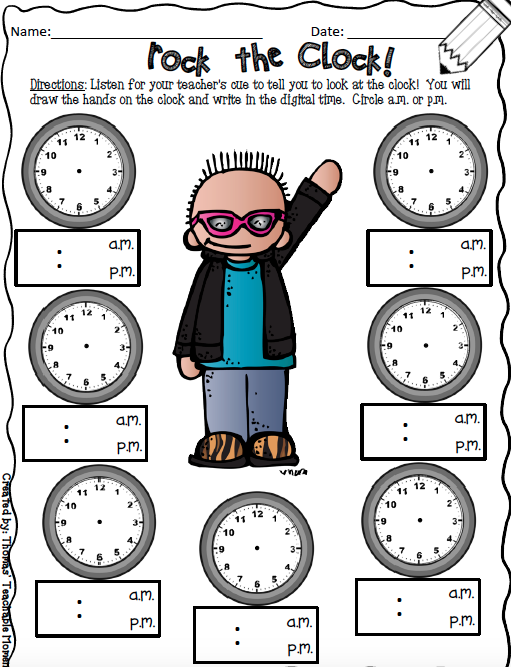 Name:____________________________ Date: ______________
rock the Clock!
Directions: Listen for your teacher's cue to tell you to look at the clock! You will
draw the hands on the clock and write in the digital time. Circle a.m. or p.m.
12 1 2 3 4 5 6 7 8 9 10 11
: a.m.
p.m.
12 1 2 3 4 5 6 7 8 9 10 11
: a.m.
p.m.
12 1 2 3 4 5 6 7 8 9 10 11
: a.m.
p.m.
12 1 2 3 4 5 6 7 8 9 10 11
: a.m.
p.m.
12 1 2 3 4 5 6 7 8 9 10 11
: a.m.
p.m.
12 1 2 3 4 5 6 7 8 9 10 11
: a.m.
p.m.
12 1 2 3 4 5 6 7 8 9 10 11
: a.m.
p.m.
Created by: Thomas' Teachable Momen